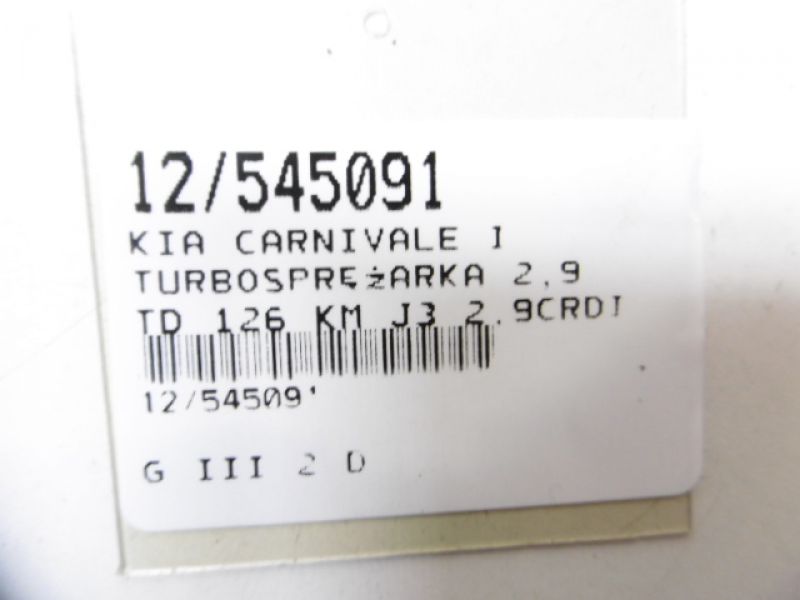 12/545091
KIA CARNIVALE I
TURBOSPRĘŻARKA 2,9
TD 126 KM J3 2.9CRDI
12/54509'
G III 2 D